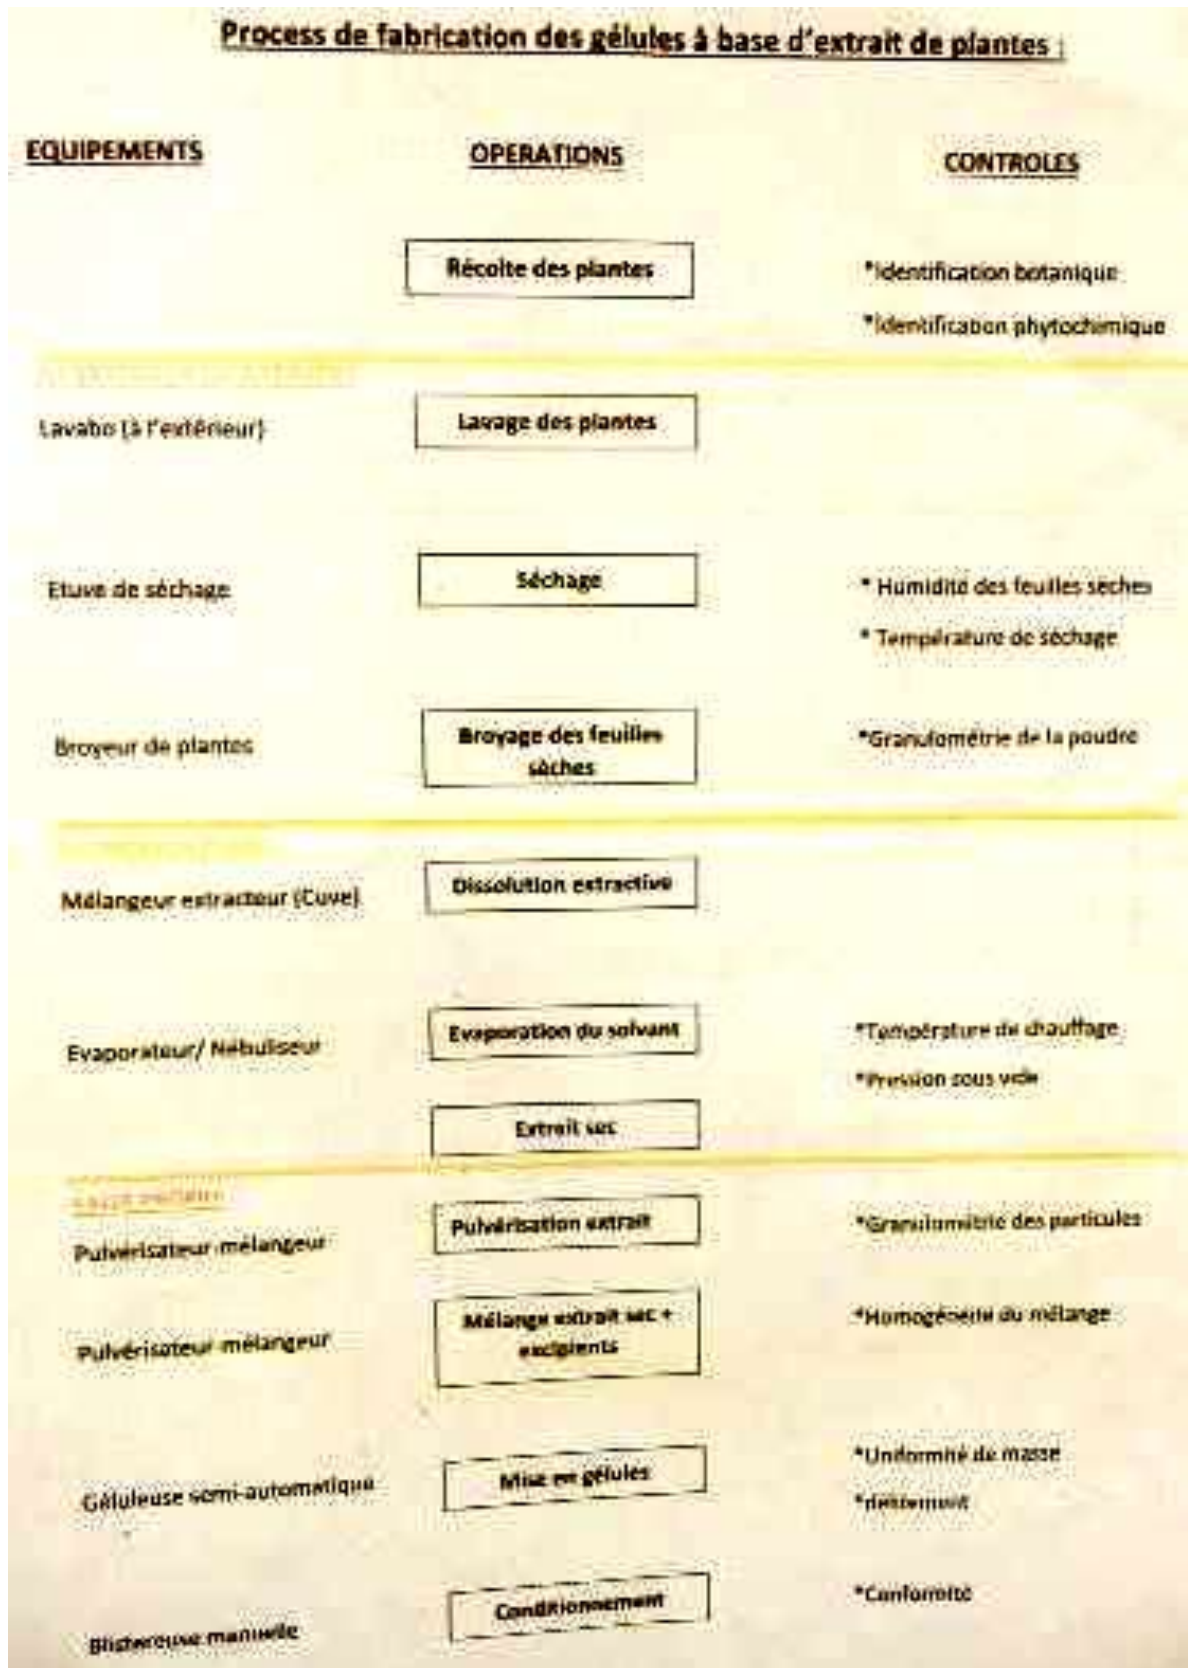 Process de fabrication des gélules à base d'extrait de plantes :
EQUIPEMENTS
OPERATIONS
CONTROLES
Récolte des plantes
*Identification botanique
*Identification phytochimique
Lavabo (à l'extérieur)
Lavage des plantes
Etuve de séchage
Séchage
* Humidité des feuilles sèches
* Température de séchage
Broyeur de plantes
Broyage des feuilles
sèches
*Granulométrie de la poudre
Mélangeur extracteur (Cuve)
Dissolution extractive
Evaporateur/ Nébuliseur
Evaporation du solvant
*Température de chauffage
*Pression sous vide
Extrait sec
Pulvérisateur mélangeur
Pulvérisation extrait
*Granulométrie des particules
Pulvérisateur mélangeur
Mélange extrait sec +
excipients
*Homogénéité du mélange
Géluleuse semi-automatique
Mise en gélules
*Uniformité de masse
Blistereuse manuelle
Conditionnement
*Conformité